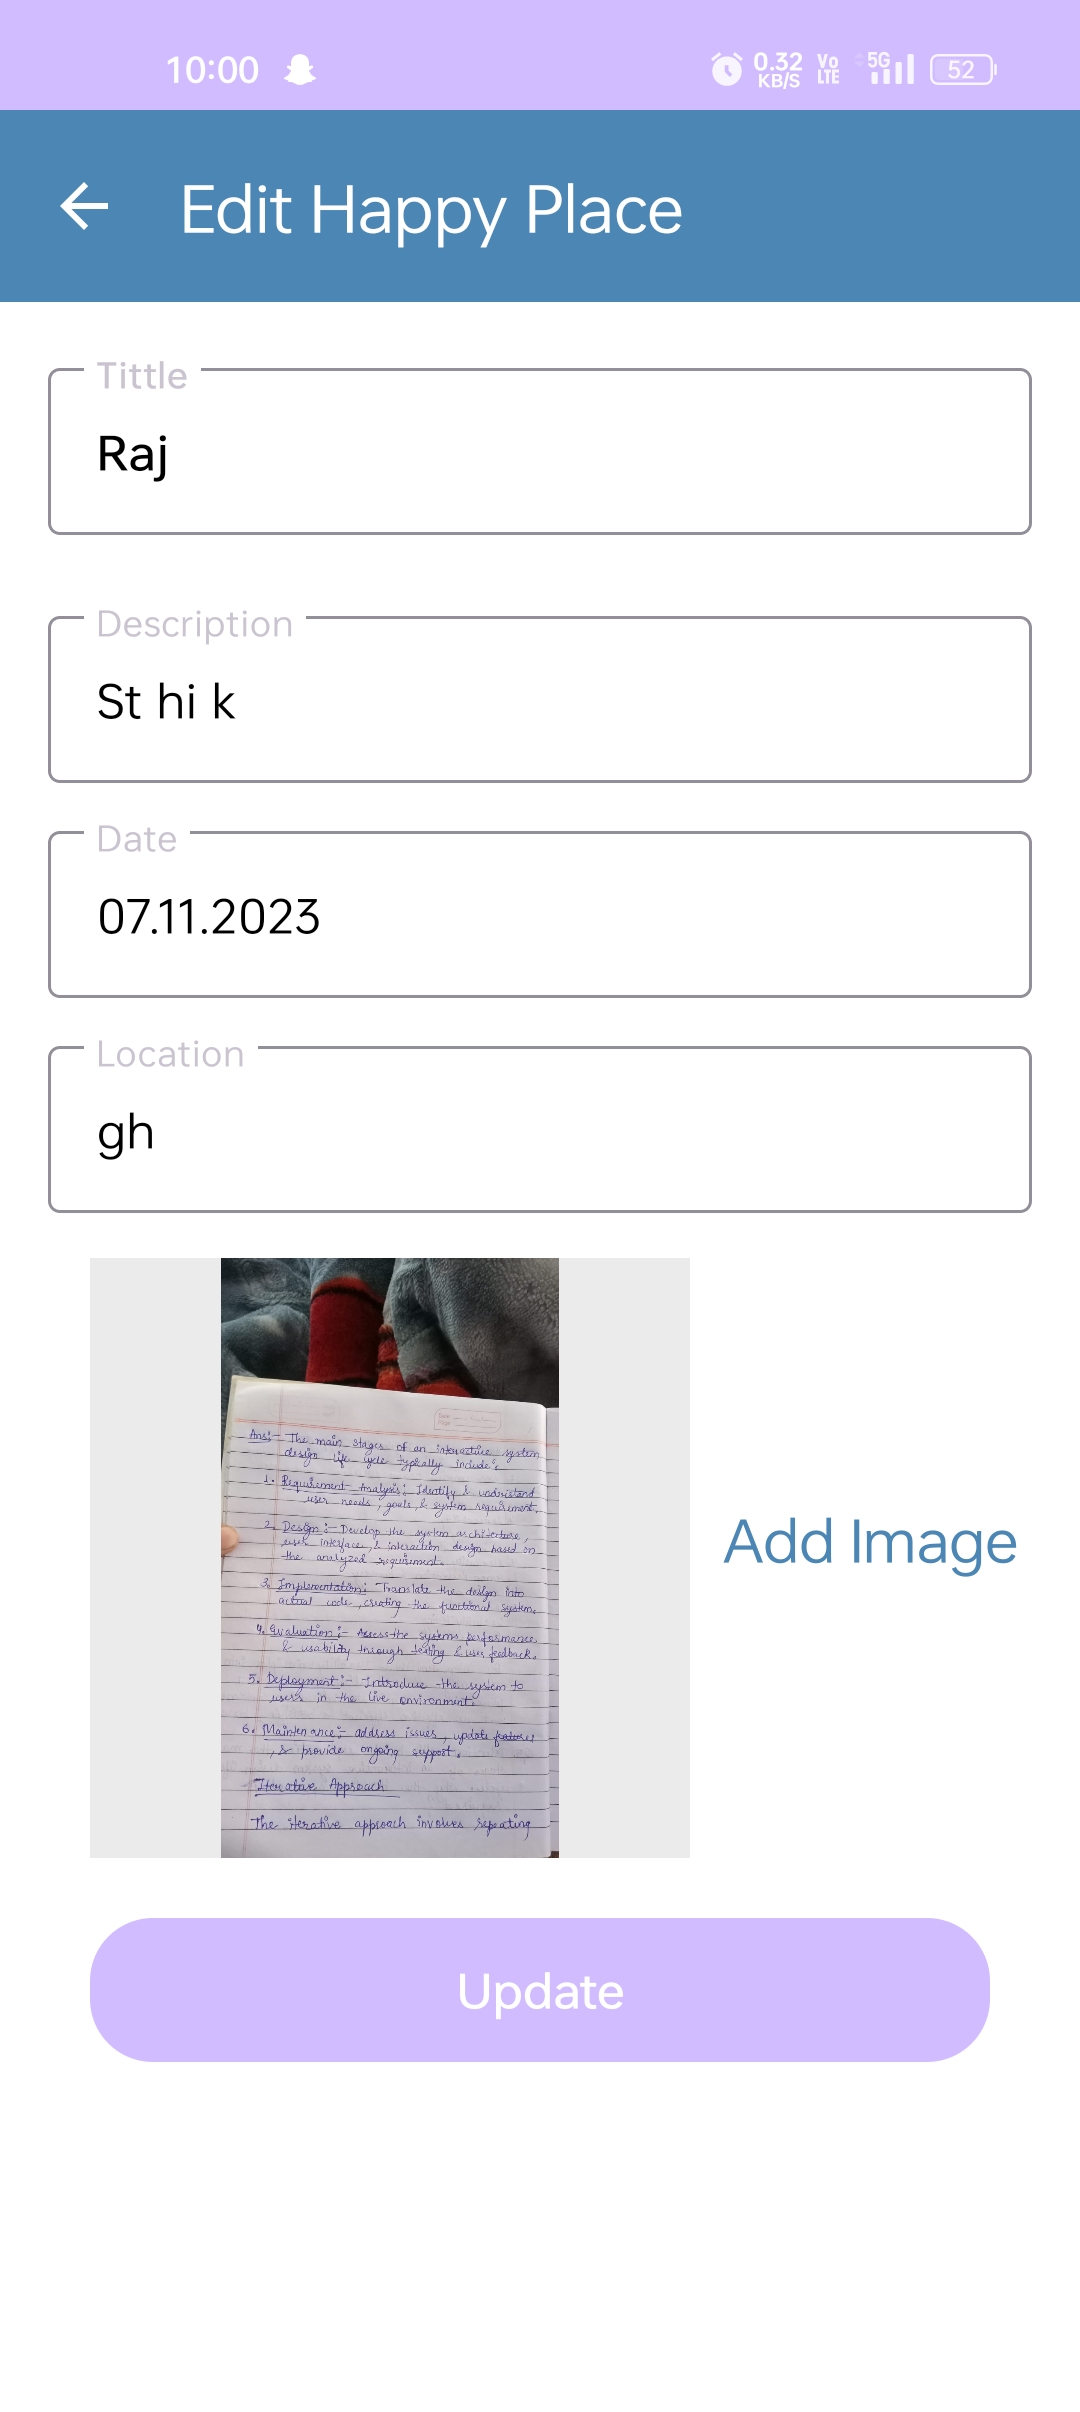 10:00
0.32
KB/S
Vo
LTE
5G
52
Edit Happy Place
Tittle
Raj
Description
St hi k
Date
07.11.2023
Location
gh
Ans:- The main stages of an interactive system
design life cycle typically include:
1. Requirement Analysis: Identify & understand
user needs, goals, & system requirement.
2. Design:- Develop the system architecture,
user interface, & interaction design based on
the analyzed requirement.
3. Implementation: Translate the design into
actual code, creating the functional system.
4. Evaluation:- Assess the systems performance
& usability through testing & user feedback.
5. Deployment:- Introduce the system to
users in the live environment.
6. Maintenance:- address issues, update features
, & provide ongoing support.
Iterative Approach
The iterative approach involves repeating
Add Image
Update